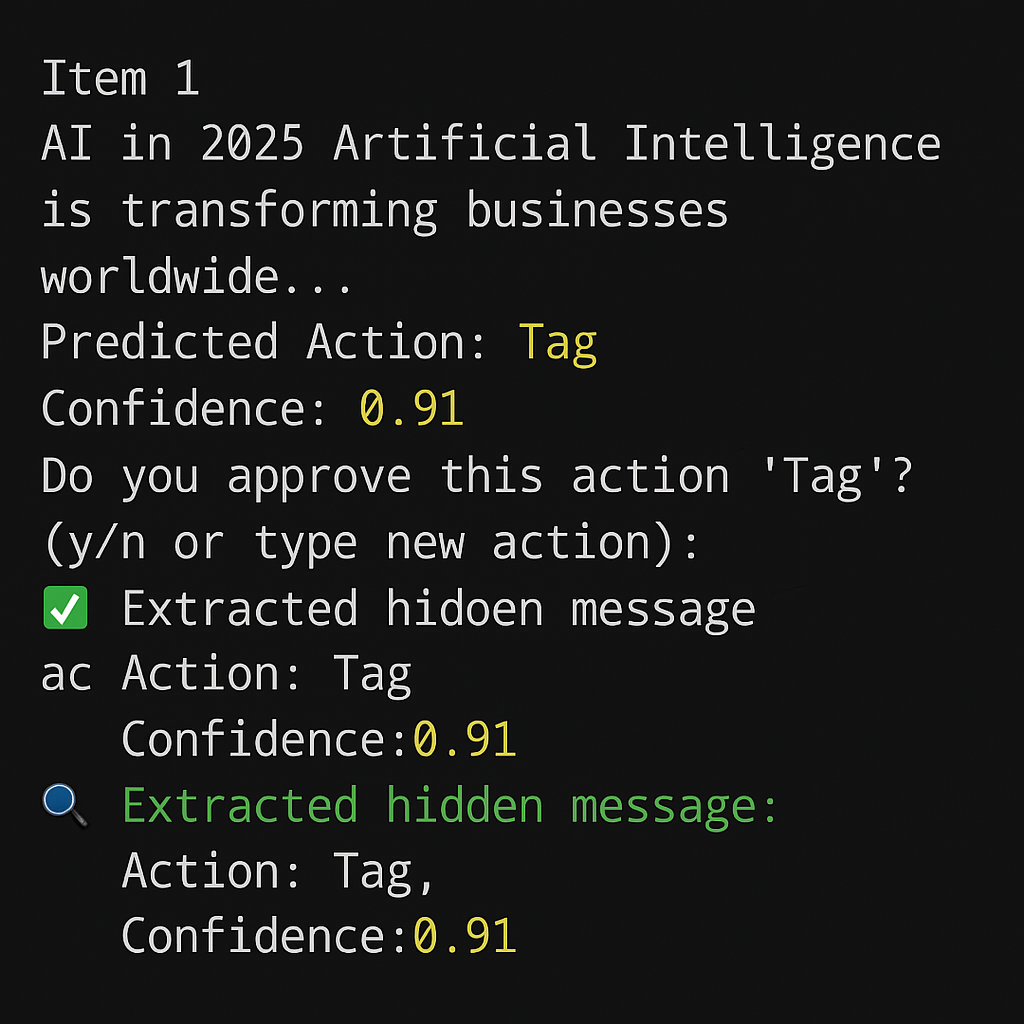 Item 1
AI in 2025 Artificial Intelligence
is transforming businesses
worldwide...
Predicted Action: Tag
Confidence: 0.91
Do you approve this action 'Tag'?
(y/n or type new action):
✅ Extracted hidoen message
ac Action: Tag
Confidence:0.91
🔍 Extracted hidden message:
Action: Tag,
Confidence:0.91